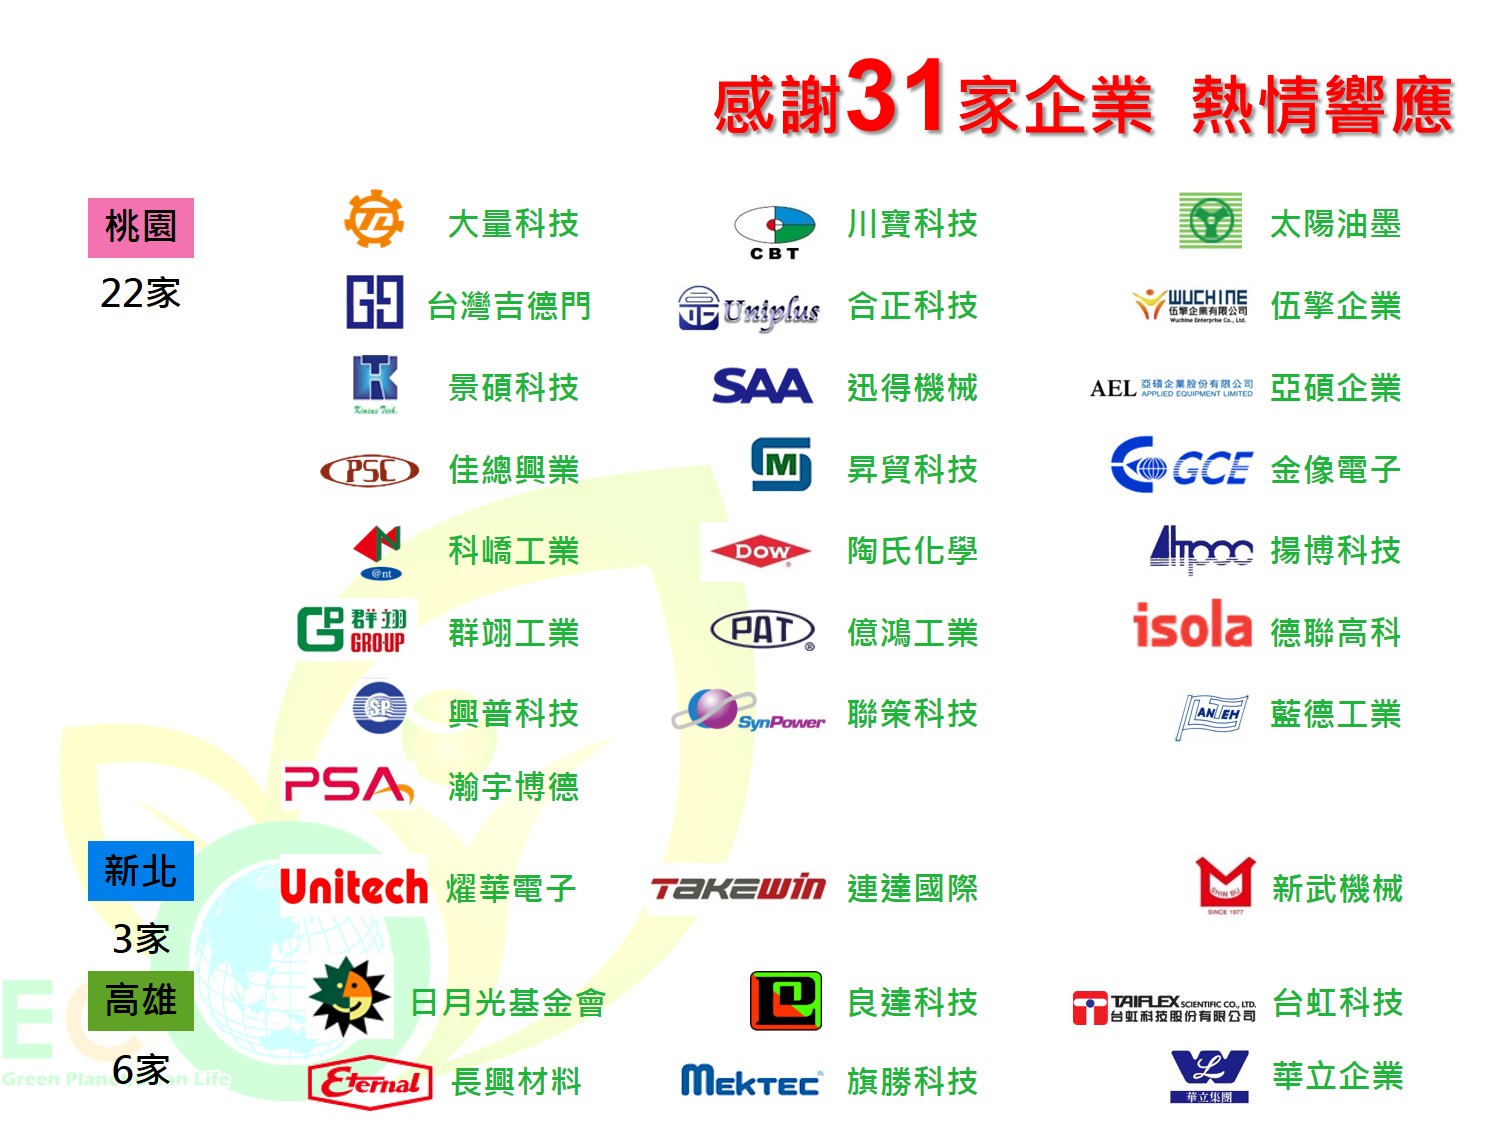 感謝31家企業 熱情響應
桃園
22家
大量科技
CBT
川寶科技
太陽油墨
台灣吉德門
Uniplus
合正科技
WUCHINE
伍擎企業有限公司
Wuchine Enterprise Co., Ltd.
伍擎企業
Kinsus Tech.
景碩科技
SAA
迅得機械
AEL
亞碩企業股份有限公司
APPLIED EQUIPMENT LIMITED
亞碩企業
PSC
佳總興業
SM
昇貿科技
GCE
金像電子
@nt
科嶠工業
DOW
陶氏化學
Ampoc
揚博科技
GP 群翊
GROUP
群翊工業
PAT®
億鴻工業
isola
德聯高科
SP
興普科技
SynPower
聯策科技
LANTEH
藍德工業
PSA
瀚宇博德
新北
3家
Unitech
燿華電子
TAKEWIN
連達國際
SHIN BU
SINCE 1977
新武機械
高雄
6家
日月光基金會
良達科技
TAIFLEX SCIENTIFIC CO., LTD.
台虹科技股份有限公司
台虹科技
Eternal
長興材料
MEKTEC
旗勝科技
華立集團
華立企業
Green Plan
on Life